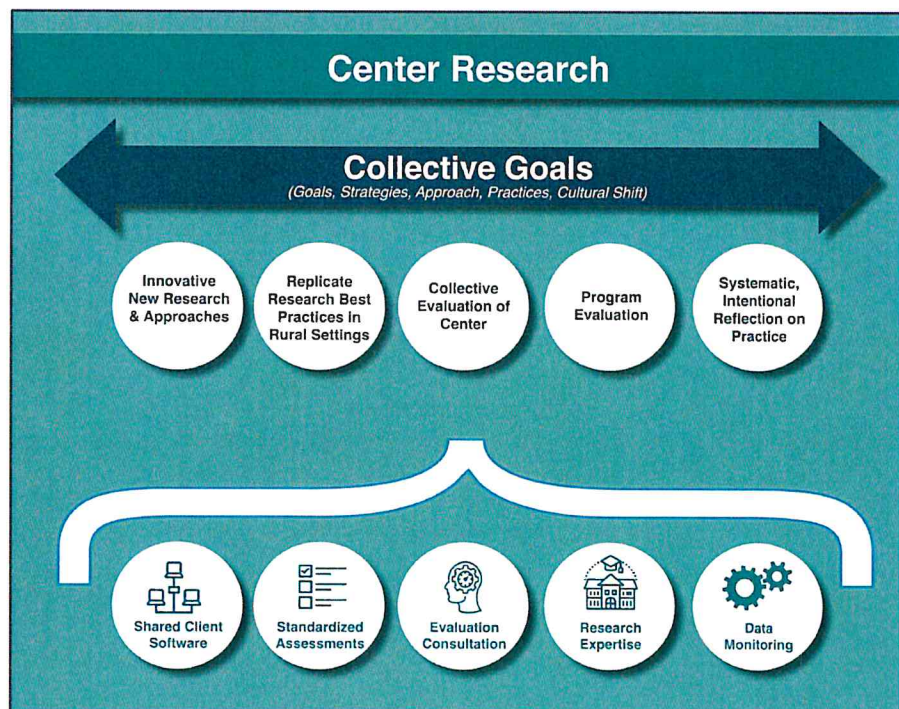 Center Research
Collective Goals
(Goals, Strategies, Approach, Practices, Cultural Shift)
Innovative
New Research
& Approaches
Replicate
Research Best
Practices in
Rural Settings
Collective
Evaluation of
Center
Program
Evaluation
Systematic,
Intentional
Reflection on
Practice
Shared Client
Software
Standardized
Assessments
Evaluation
Consultation
Research
Expertise
Data
Monitoring